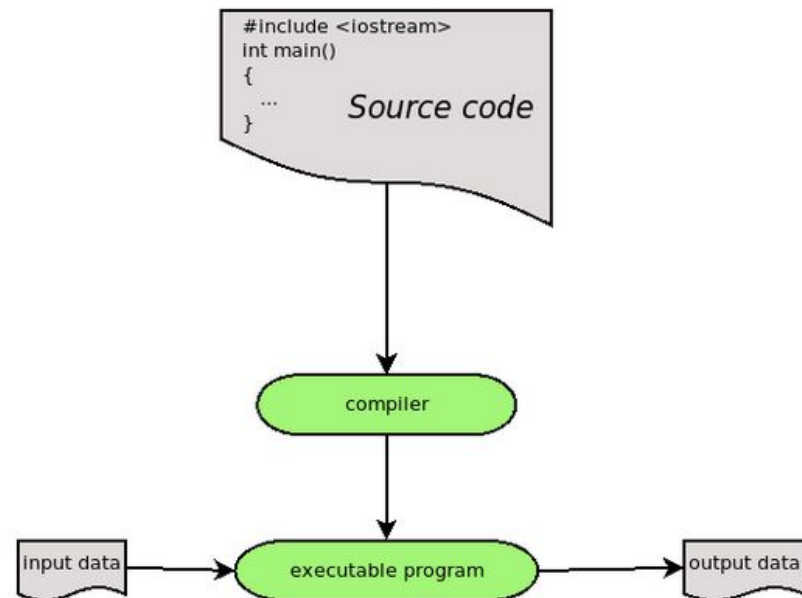 #include <iostream>
int main()
{
...
}
Source code
compiler
input data
executable program
output data